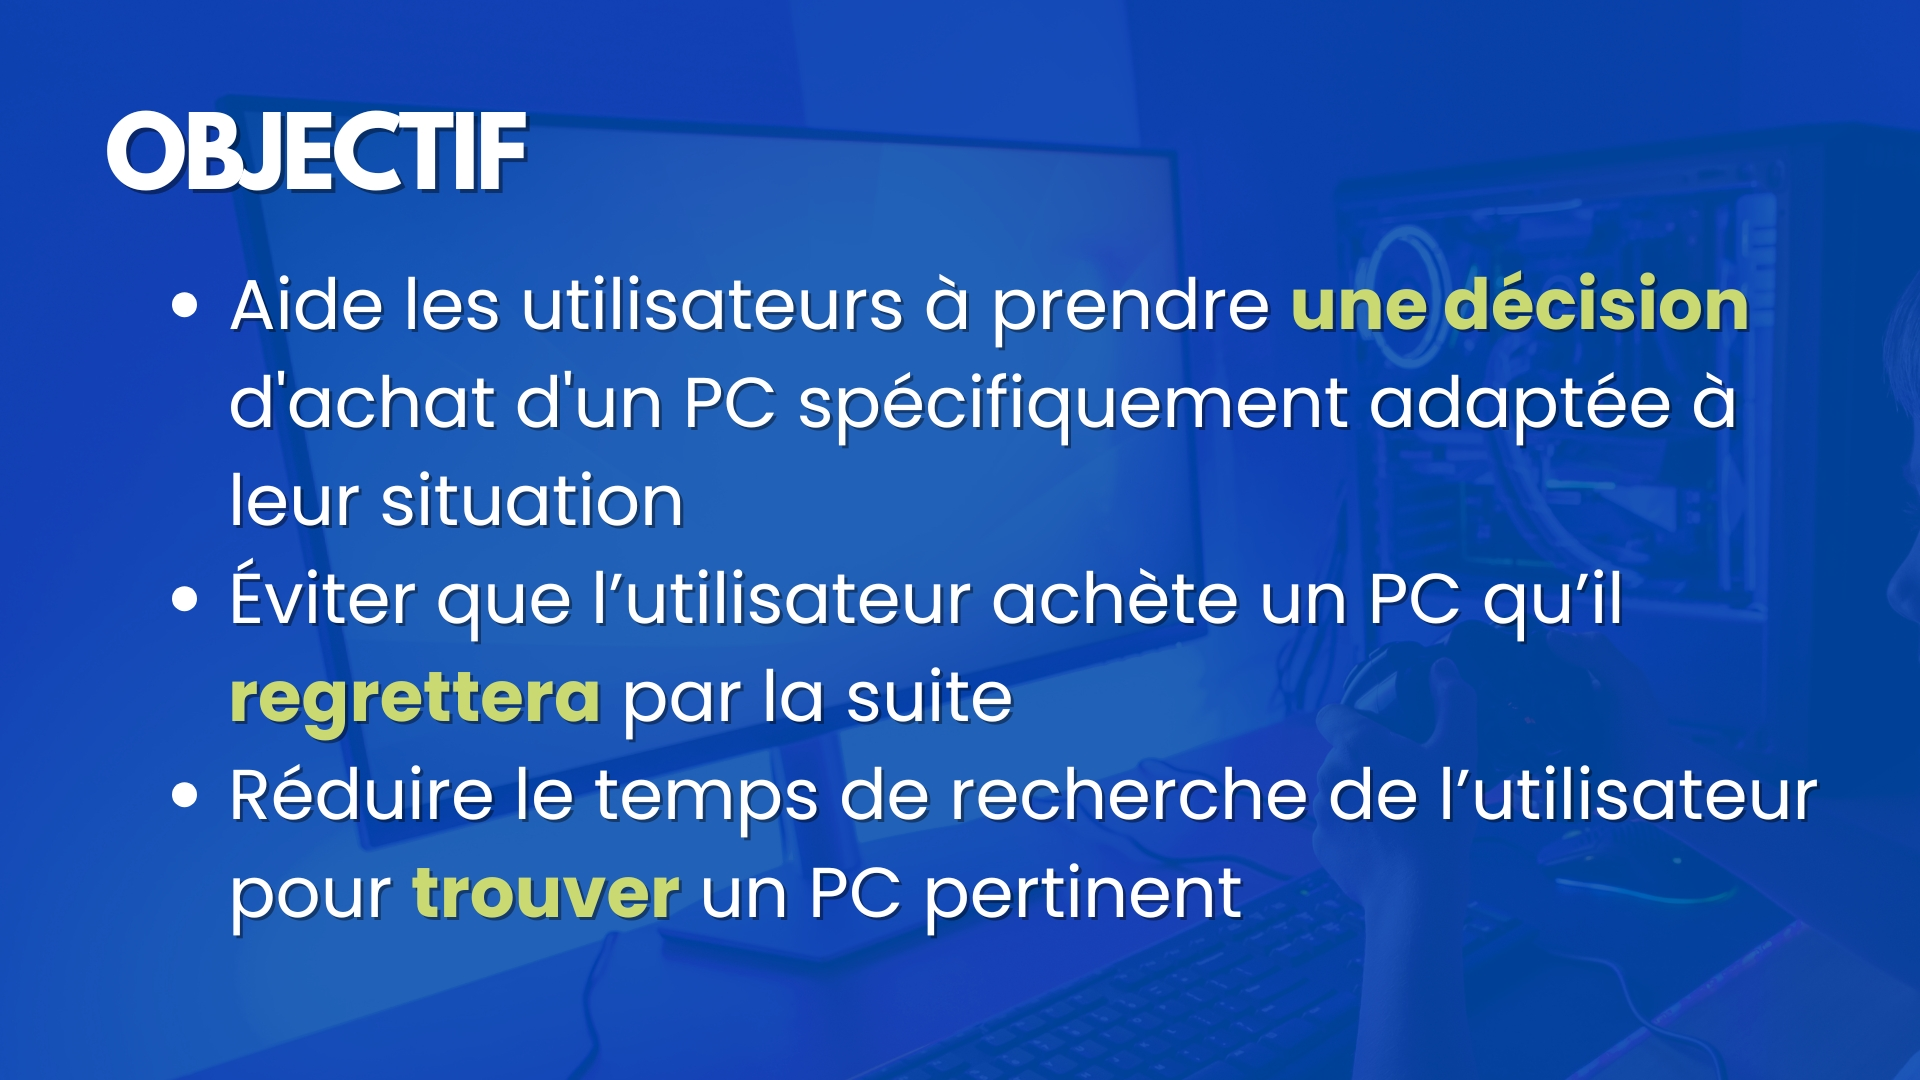 OBJECTIF
• Aide les utilisateurs à prendre une décision
d'achat d'un PC spécifiquement adaptée à
leur situation
• Éviter que l’utilisateur achète un PC qu’il
regrettera par la suite
• Réduire le temps de recherche de l’utilisateur
pour trouver un PC pertinent